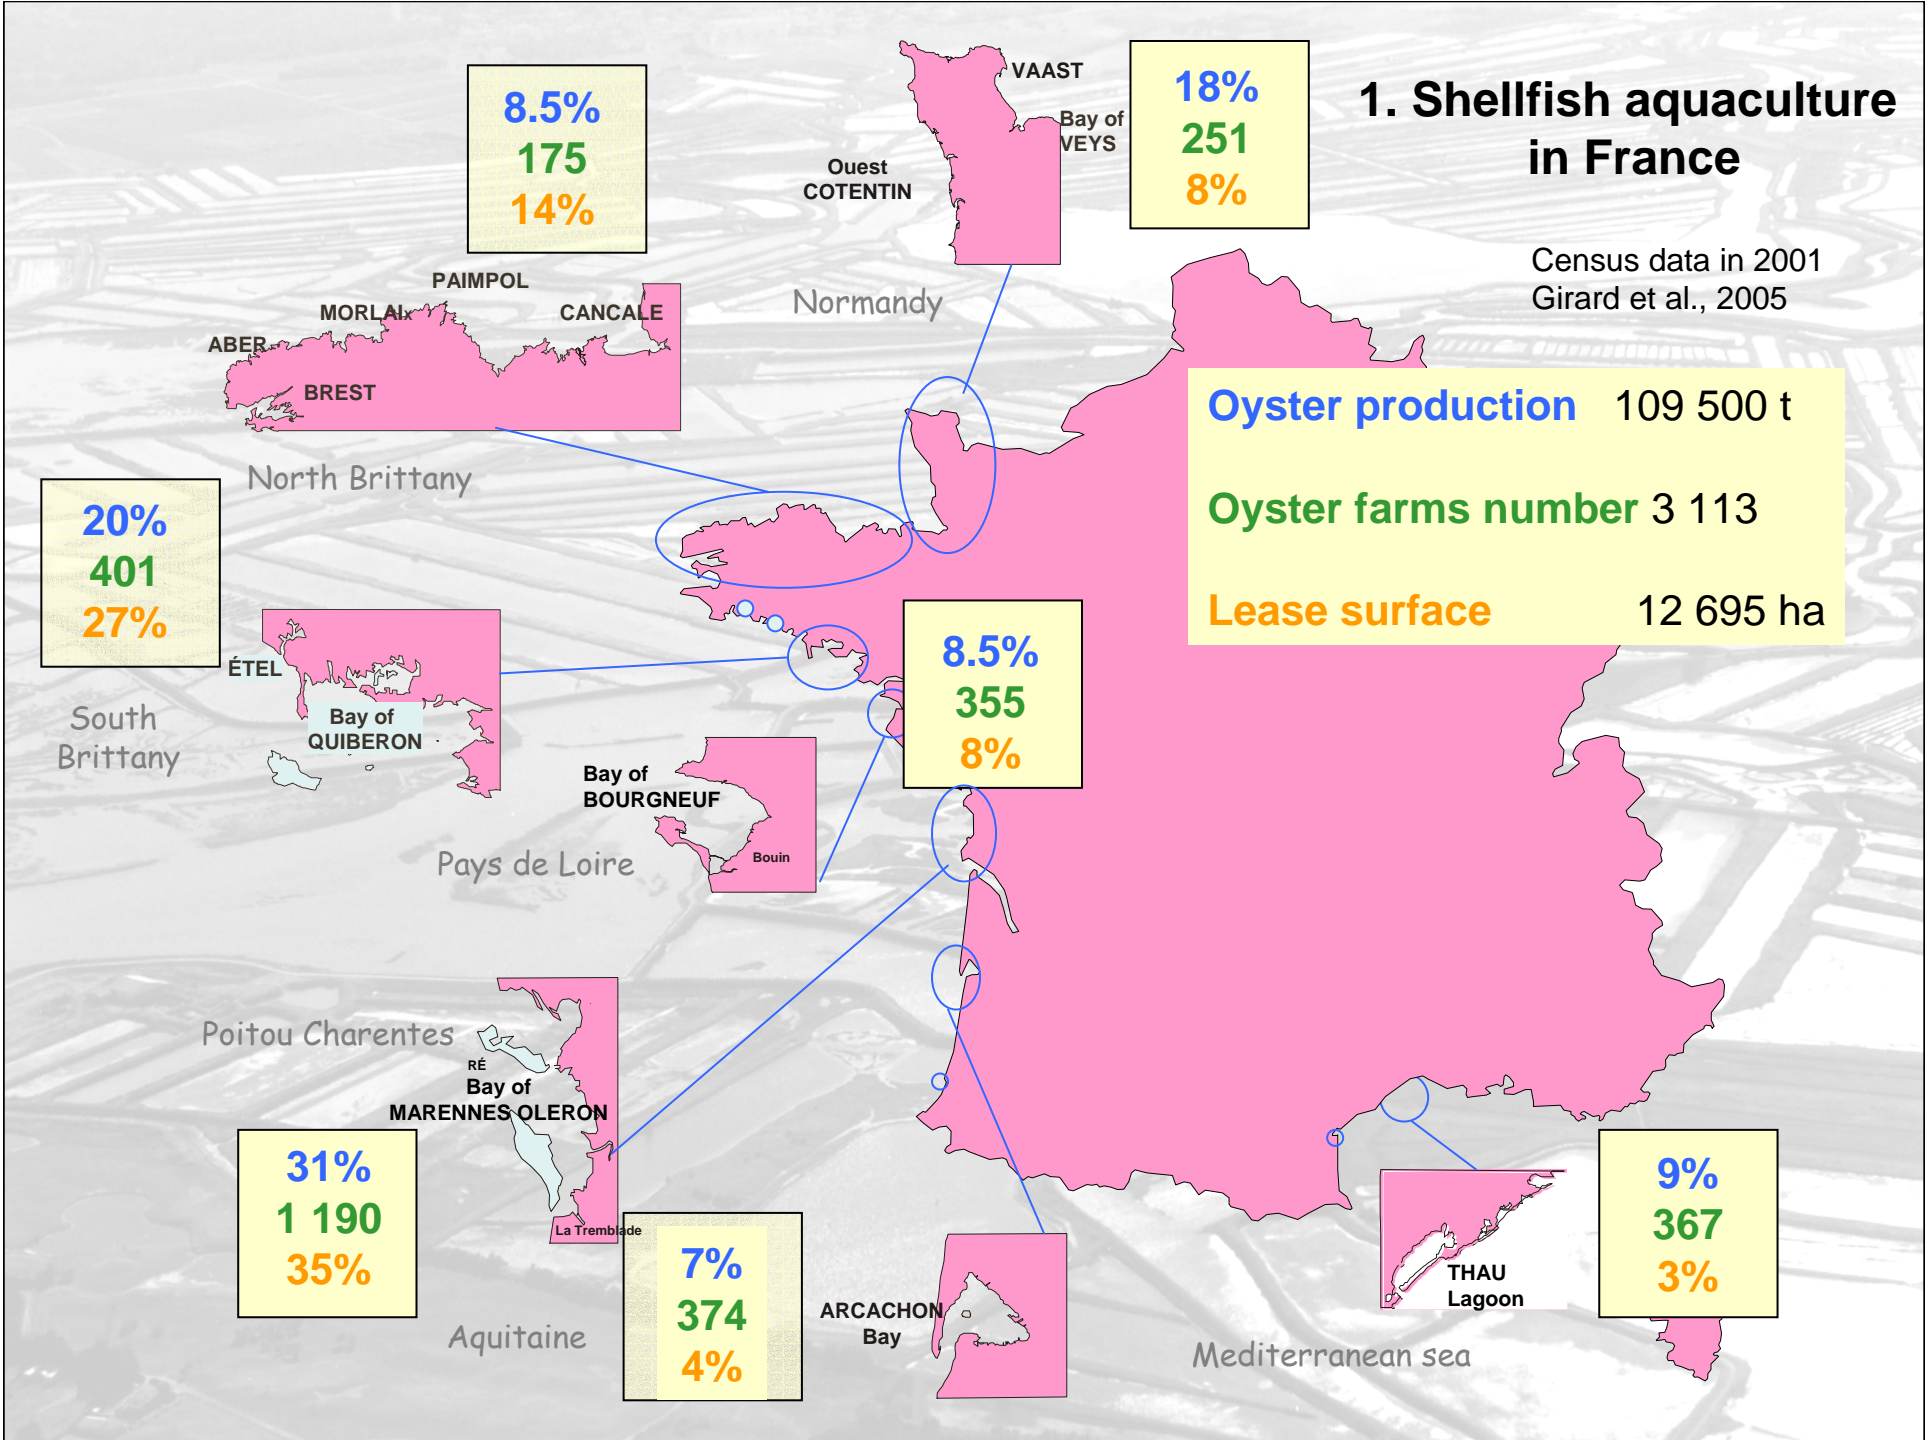 1. Shellfish aquaculture
in France
Census data in 2001
Girard et al., 2005
Oyster production 109 500 t
Oyster farms number 3 113
Lease surface 12 695 ha
8.5%
175
14%
PAIMPOL
MORLAIx
CANCALE
ABER
BREST
North Brittany
VAAST
Bay of
VEYS
Ouest
COTENTIN
Normandy
18%
251
8%
20%
401
27%
ÉTEL
Bay of
QUIBERON
South
Brittany
8.5%
355
8%
Bay of
BOURGNEUF
Bouin
Pays de Loire
Poitou Charentes
RÉ
Bay of
MARENNES OLERON
La Tremblade
31%
1 190
35%
7%
374
4%
Aquitaine
ARCACHON
Bay
THAU
Lagoon
Mediterranean sea
9%
367
3%